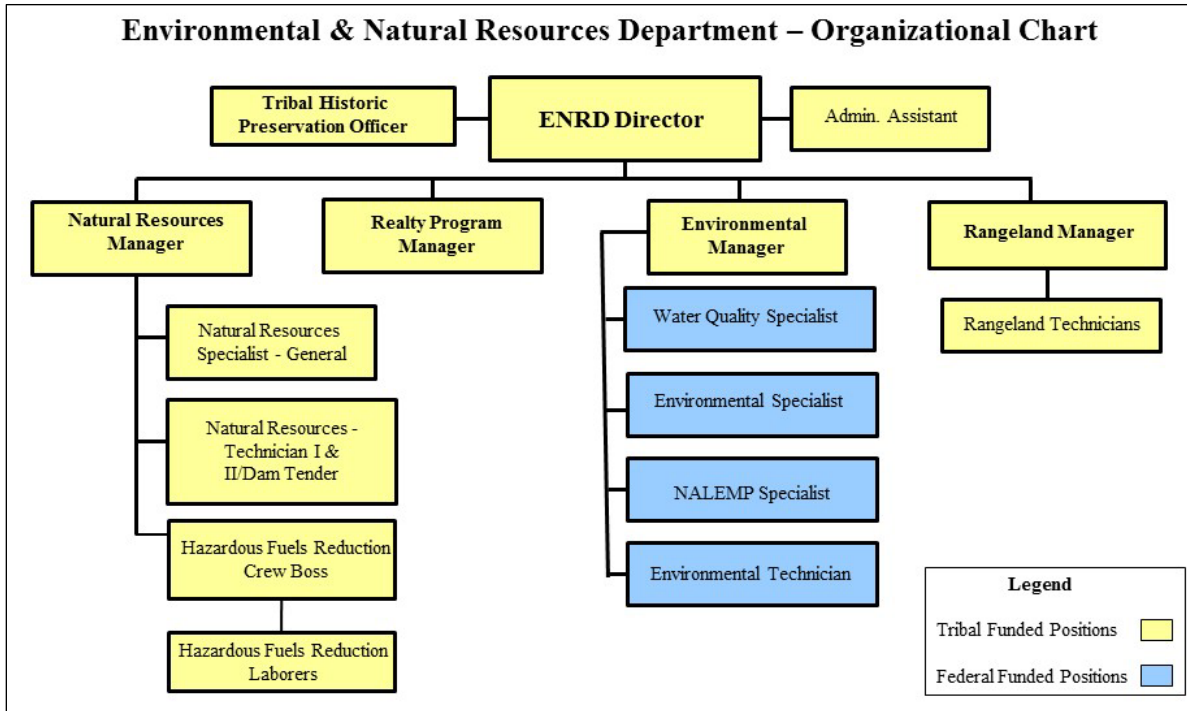 Environmental & Natural Resources Department – Organizational Chart
Tribal Historic
Preservation Officer
ENRD Director
Admin. Assistant
Natural Resources
Manager
Realty Program
Manager
Environmental
Manager
Rangeland Manager
Natural Resources
Specialist - General
Natural Resources -
Technician I &
II/Dam Tender
Hazardous Fuels Reduction
Crew Boss
Hazardous Fuels Reduction
Laborers
Water Quality Specialist
Environmental Specialist
NALEMP Specialist
Environmental Technician
Rangeland Technicians
Legend
Tribal Funded Positions
Federal Funded Positions